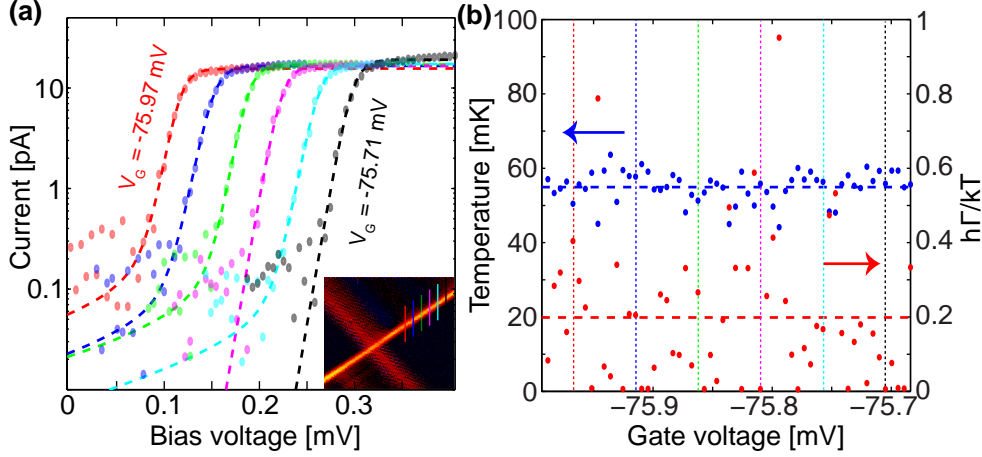 (a)
10
1
0.1
Current [pA]
V_G = -75.97 mV
V_G = -75.71 mV
0
0.1
0.2
0.3
Bias voltage [mV]
(b)
100
80
60
40
20
0
Temperature [mK]
1
0.8
0.6
0.4
0.2
0
hΓ/kT
−75.9
−75.8
−75.7
Gate voltage [mV]